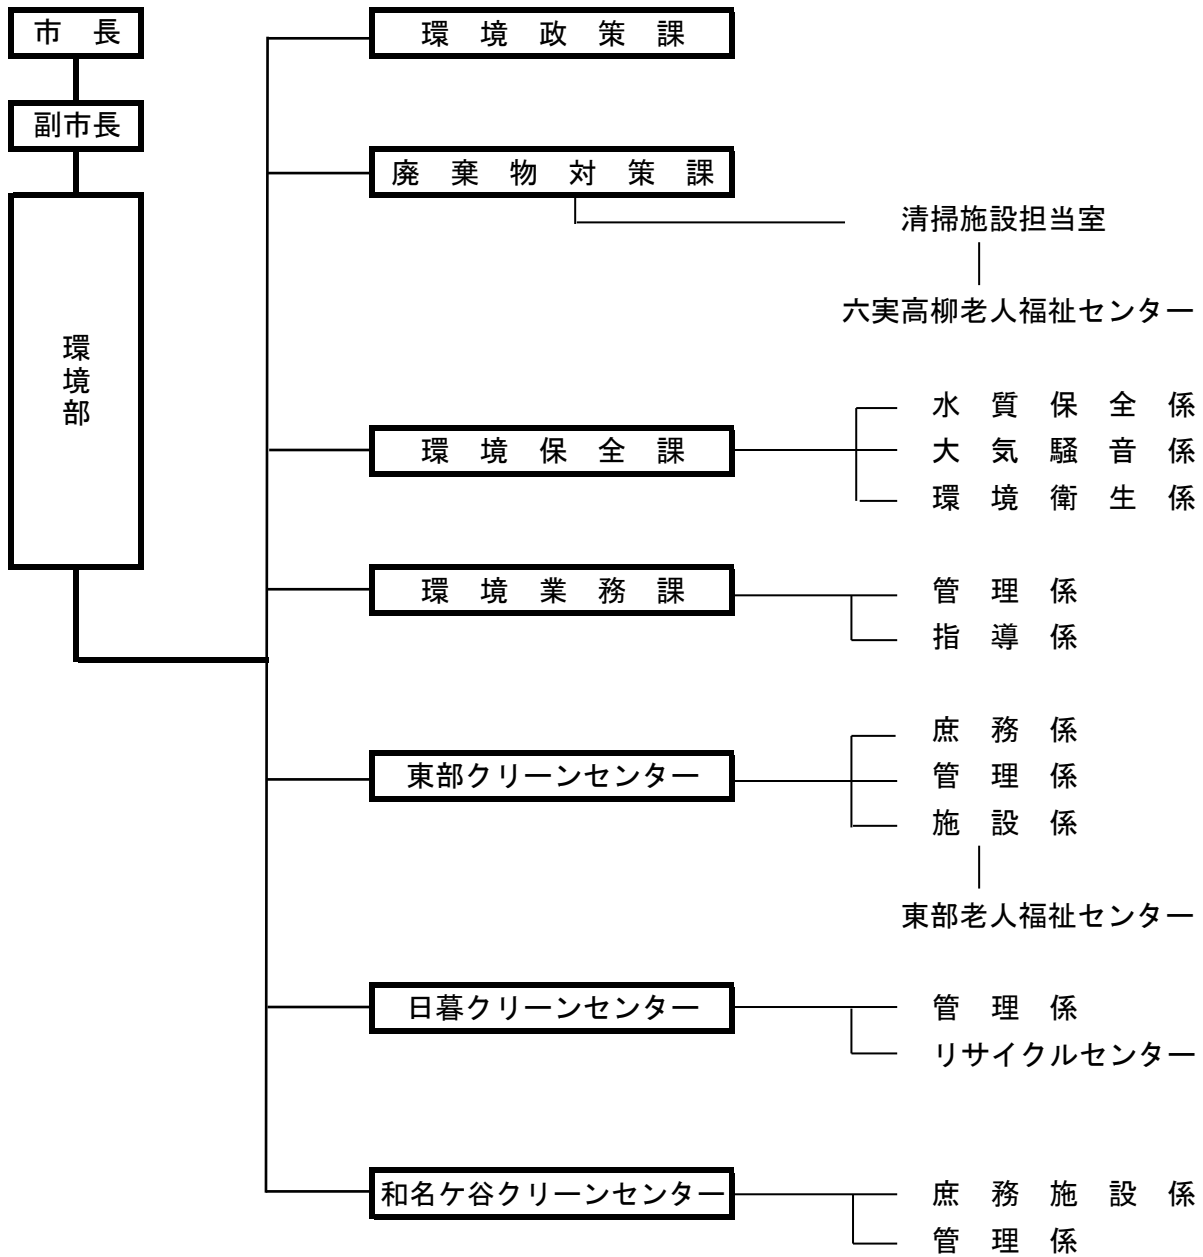 市　長
副市長
環境部
環　境　政　策　課
廃　棄　物　対　策　課
清掃施設担当室
六実高柳老人福祉センター
環　境　保　全　課
水　質　保　全　係
大　気　騒　音　係
環　境　衛　生　係
環　境　業　務　課
管　理　係
指　導　係
東部クリーンセンター
庶　務　係
管　理　係
施　設　係
東部老人福祉センター
日暮クリーンセンター
管　理　係
リサイクルセンター
和名ケ谷クリーンセンター
庶　務　施　設　係
管　理　係